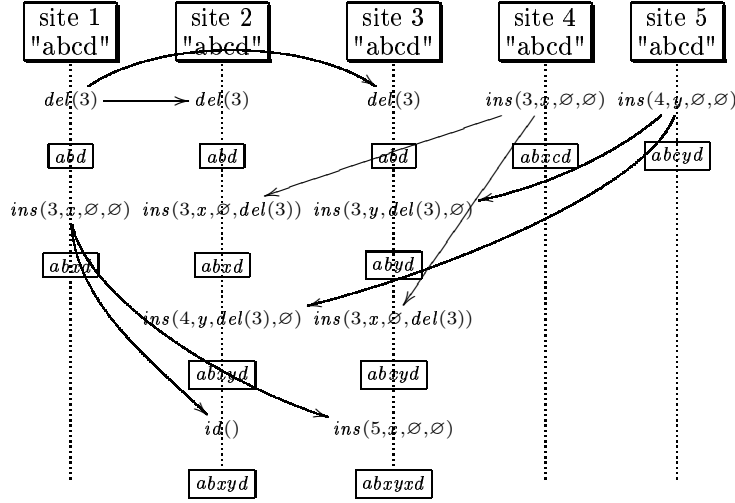 site 1 site 2 site 3 site 4 site 5
"abcd" "abcd" "abcd" "abcd" "abcd"
del(3) del(3) del(3) ins(3,x,∅,∅) ins(4,y,∅,∅)
abd abd abd abxcd abcyd
ins(3,x,∅,∅) ins(3,x,∅,del(3)) ins(3,y,del(3),∅)
abxd abxd abyd
ins(4,y,del(3),∅) ins(3,x,∅,del(3))
abxyd abxyd
id() ins(5,x,∅,∅)
abxyd abxyxd